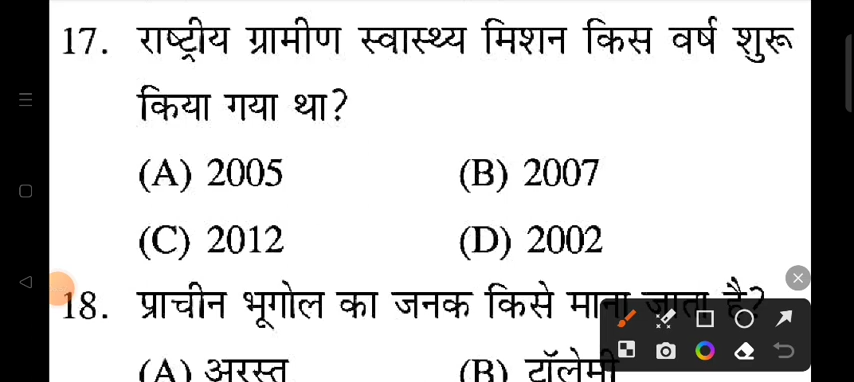 17. राष्ट्रीय ग्रामीण स्वास्थ्य मिशन किस वर्ष शुरू
किया गया था?
(A) 2005 (B) 2007
(C) 2012 (D) 2002
18. प्राचीन भूगोल का जनक किसे माना जाता है?
(A) अरस्तू (B) टॉलेमी